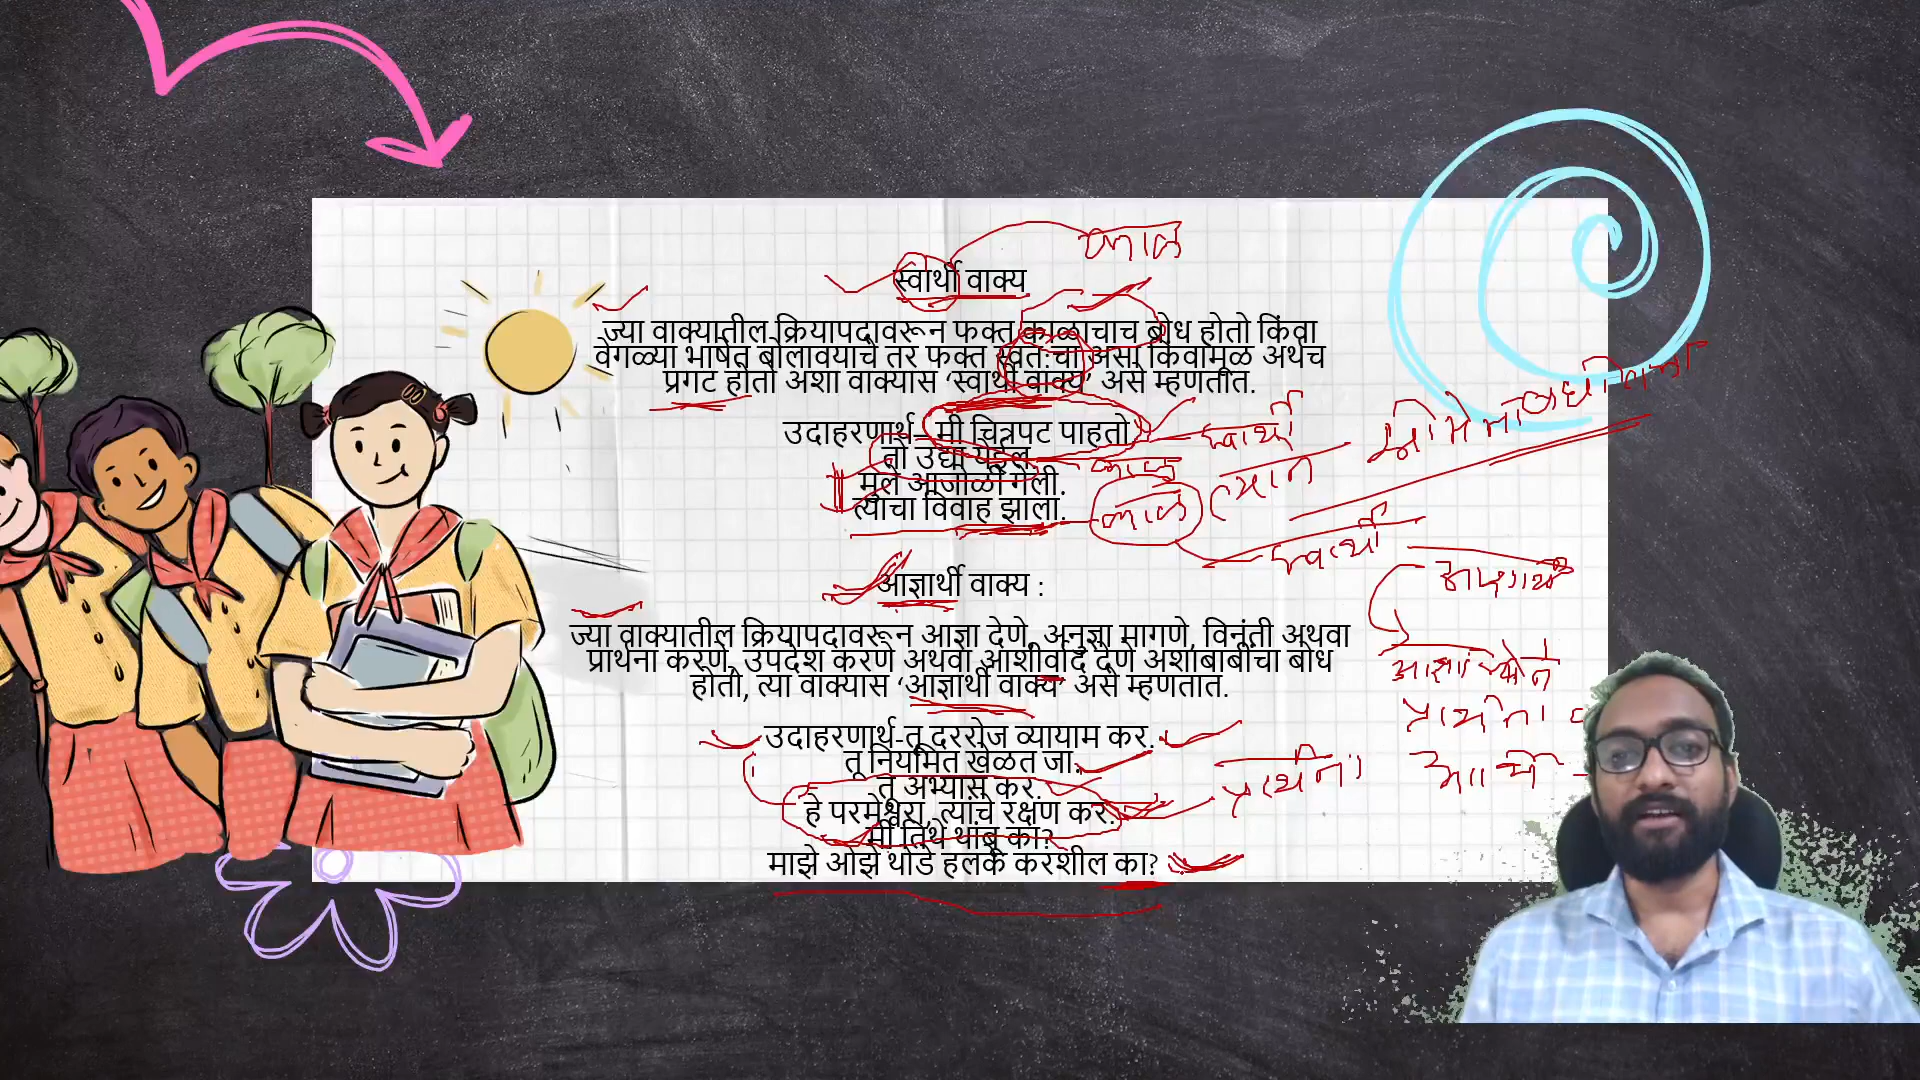 काळ
स्वार्थी वाक्य
ज्या वाक्यातील क्रियापदावरून फक्त काळाचाच बोध होतो किंवा
वेगळ्या भाषेत बोलावयाचे तर फक्त स्वतःचा असा किंवामूळ अर्थच
प्रगट होतो अशा वाक्यास ‘स्वार्थी वाक्य’ असे म्हणतात.
उदाहरणार्थ– मी चित्रपट पाहतो.
तो उद्या येईल.
मुले आजोळी गेली.
त्याचा विवाह झाला.
स्वार्थी
काळ
काळ
स्वार्थी
आज्ञार्थी वाक्य :
ज्या वाक्यातील क्रियापदावरून आज्ञा देणे, अनुज्ञा मागणे, विनंती अथवा
प्रार्थना करणे, उपदेश करणे अथवा आशीर्वाद देणे अशाबाबींचा बोध
होतो, त्या वाक्यास ‘आज्ञार्थी वाक्य’ असे म्हणतात.
उदाहरणार्थ-तू दररोज व्यायाम कर.
तू नियमित खेळत जा.
तू अभ्यास कर.
हे परमेश्वरा, त्यांचे रक्षण कर.
मी तिथे थांबू का?
माझे ओझे थोडे हलके करशील का?
प्रार्थना
प्रार्थना